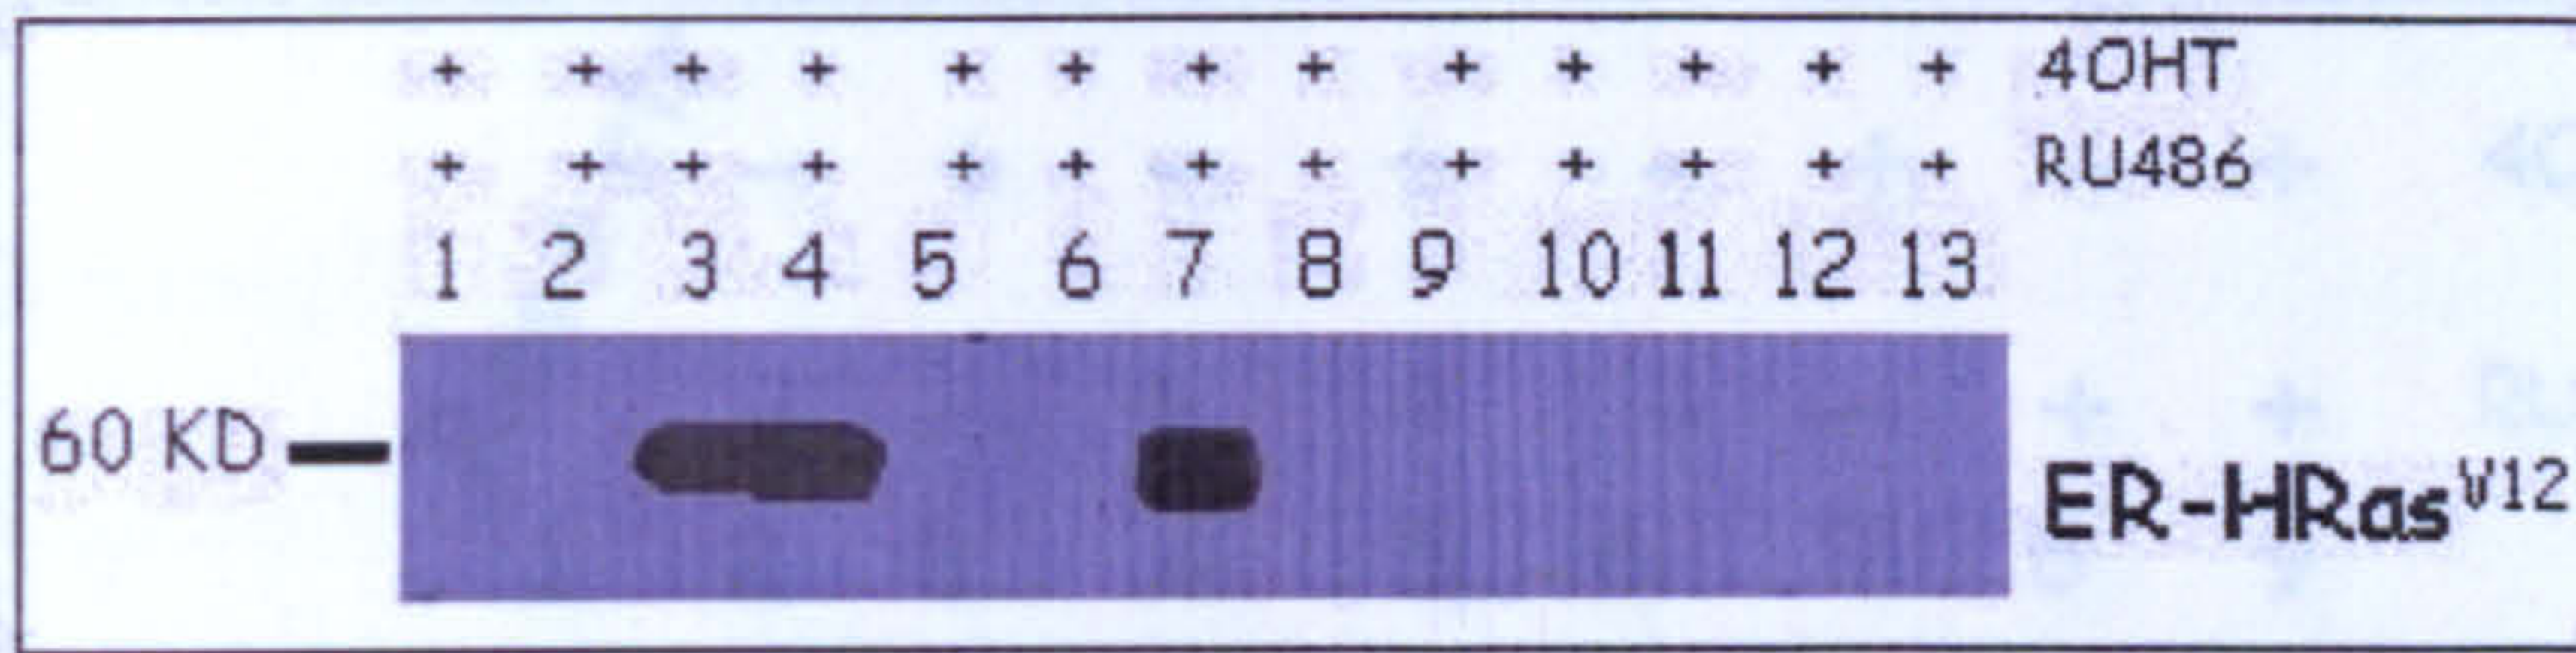 + + + + + + + + + + + + + 4OHT
+ + + + + + + + + + + + + RU486
1 2 3 4 5 6 7 8 9 10 11 12 13
60 KD
ER-HRas V12